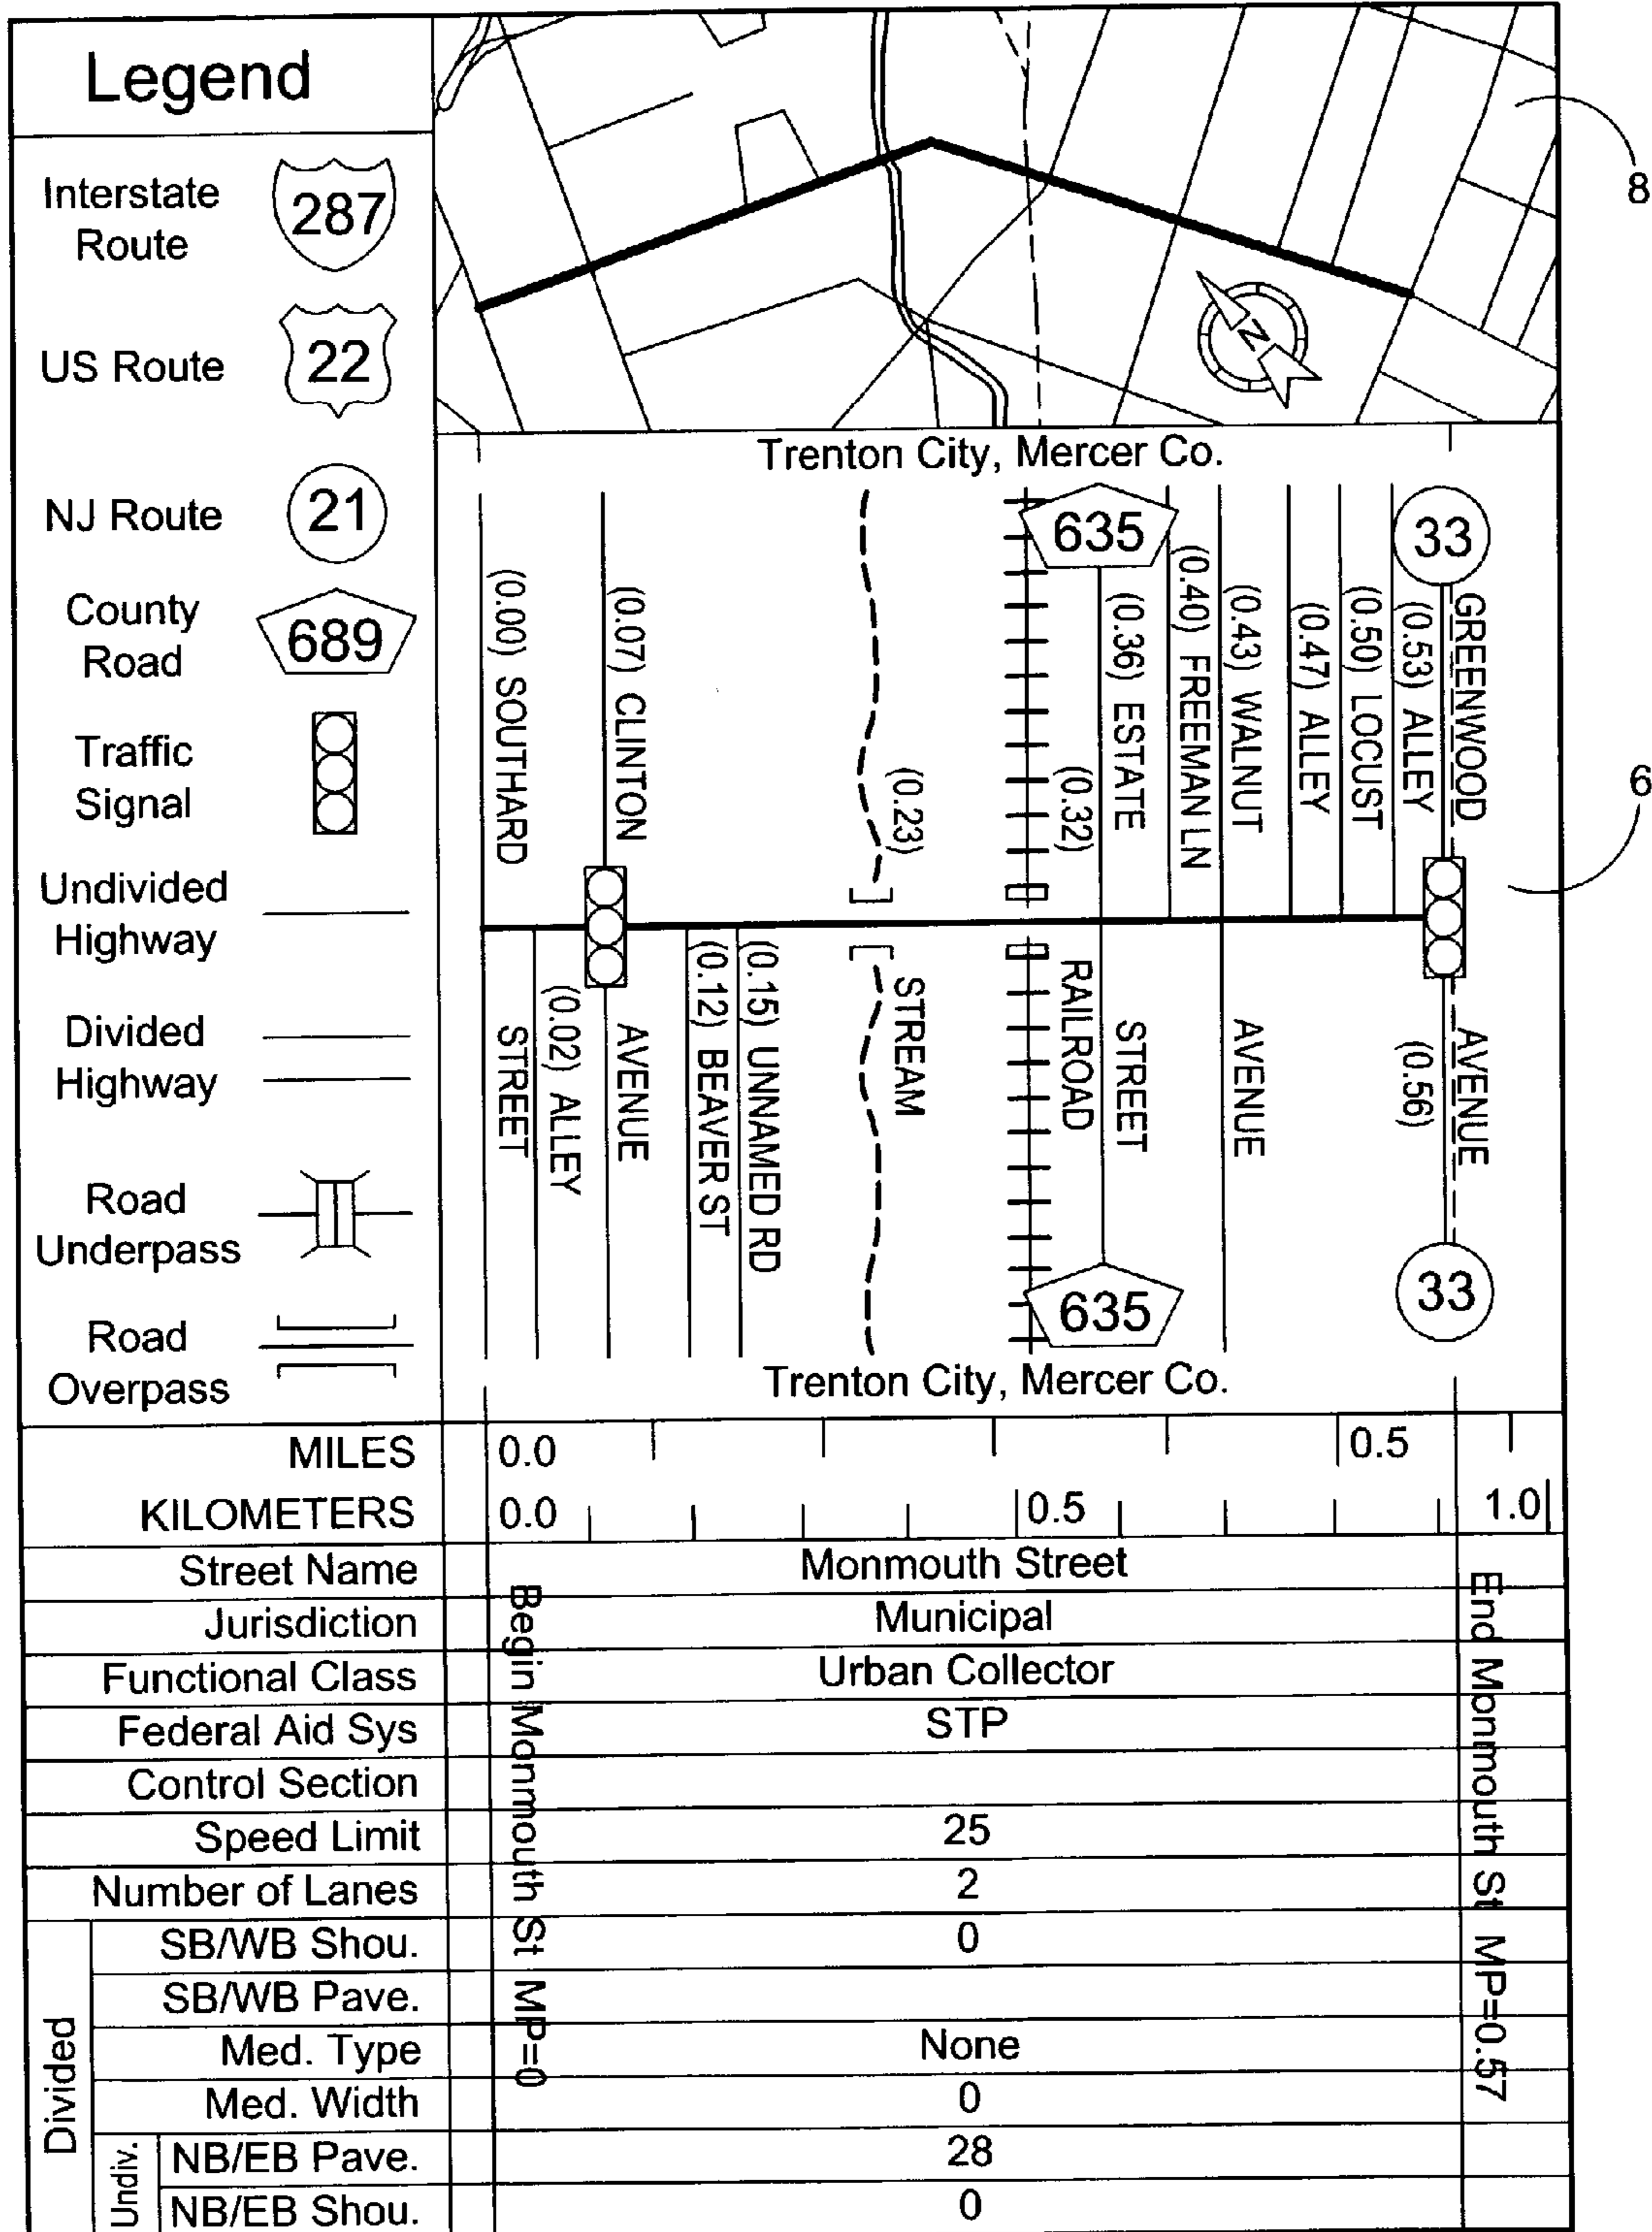 Legend
Interstate
Route
287
US Route
22
NJ Route
21
County
Road
689
Traffic
Signal
Undivided
Highway
Divided
Highway
Road
Underpass
Road
Overpass
8
N
Trenton City, Mercer Co.
635
33
(0.00) SOUTHARD
(0.07) CLINTON
(0.23)
(0.32)
(0.36) ESTATE
(0.40) FREEMAN LN
(0.43) WALNUT
(0.47) ALLEY
(0.50) LOCUST
(0.53) ALLEY
GREENWOOD
6
STREET
(0.02) ALLEY
AVENUE
(0.12) BEAVER ST
(0.15) UNNAMED RD
STREAM
RAILROAD
STREET
AVENUE
(0.56)
AVENUE
635
33
Trenton City, Mercer Co.
MILES 0.0 0.5
KILOMETERS 0.0 0.5 1.0
Street Name Monmouth Street
Jurisdiction Municipal
Functional Class Urban Collector
Federal Aid Sys STP
Control Section
Speed Limit 25
Number of Lanes 2
SB/WB Shou. 0
SB/WB Pave.
Med. Type None
Med. Width 0
NB/EB Pave. 28
NB/EB Shou. 0
Divided
Undiv.
Begin Monmouth St MP=0
End Monmouth St MP=0.57